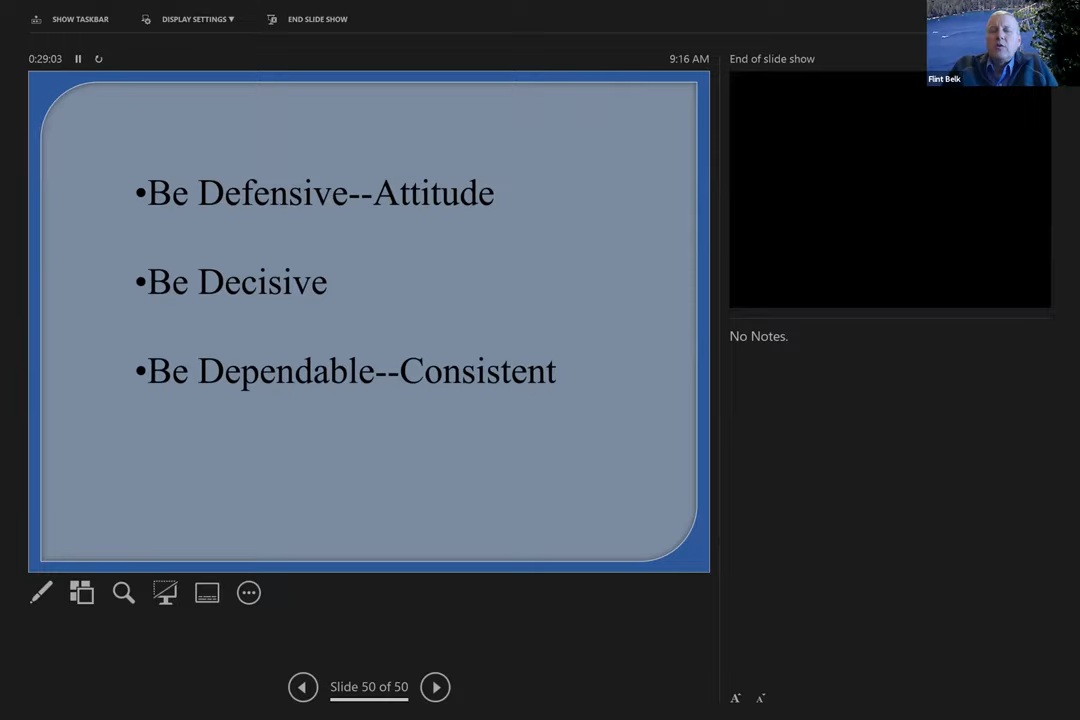 SHOW TASKBAR
DISPLAY SETTINGS ▼
END SLIDE SHOW
0:29:03
9:16 AM
End of slide show
Flint Belk
•Be Defensive--Attitude
•Be Decisive
•Be Dependable--Consistent
No Notes.
Slide 50 of 50
A A